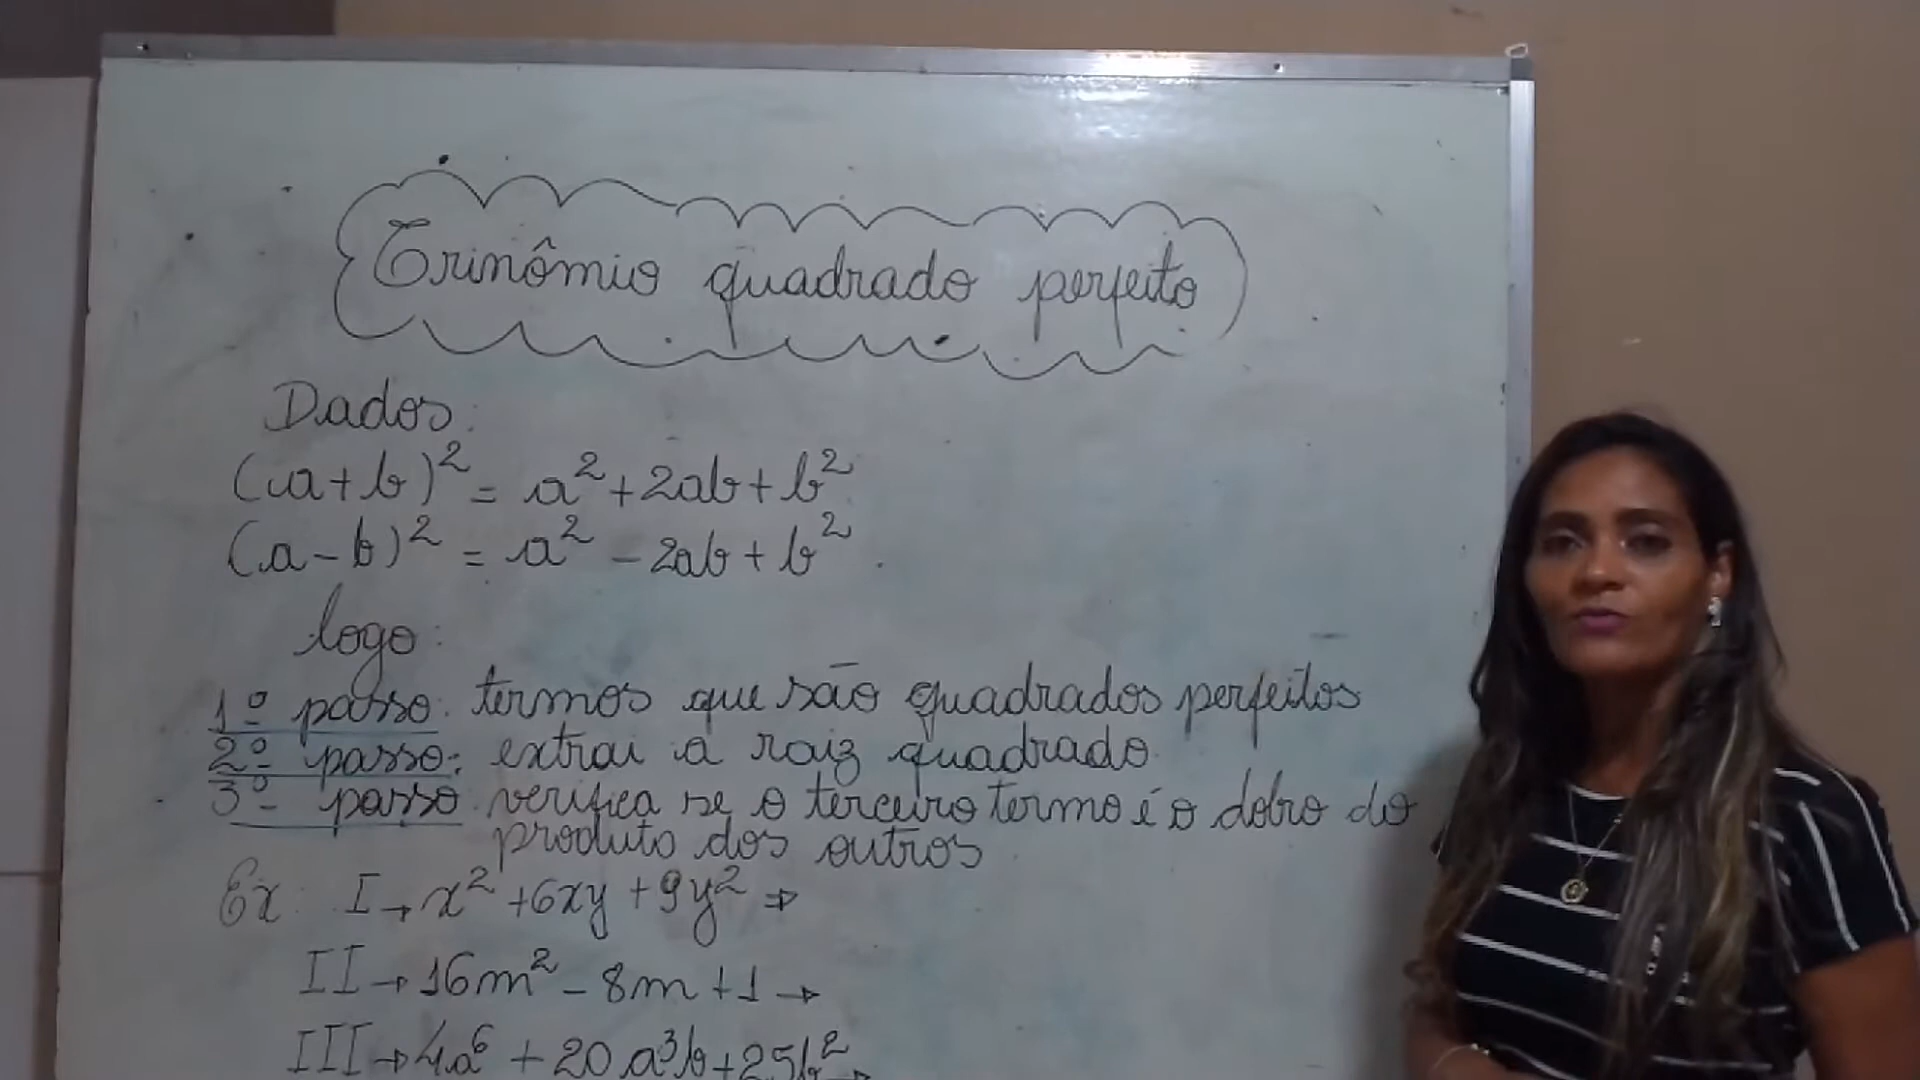 Trinômio quadrado perfeito
Dados:
(a+b)² = a²+2ab+b²
(a-b)² = a² - 2ab + b²
logo:
1º passo: termos que são quadrados perfeitos
2º passo: extrai a raiz quadrado
3º passo verifica se o terceiro termo é o dobro do
produto dos outros
Ex: I → x² +6xy +9y² ⇒
II → 16m² - 8m +1 →
III → 4a⁶ + 20a³b+25b² →